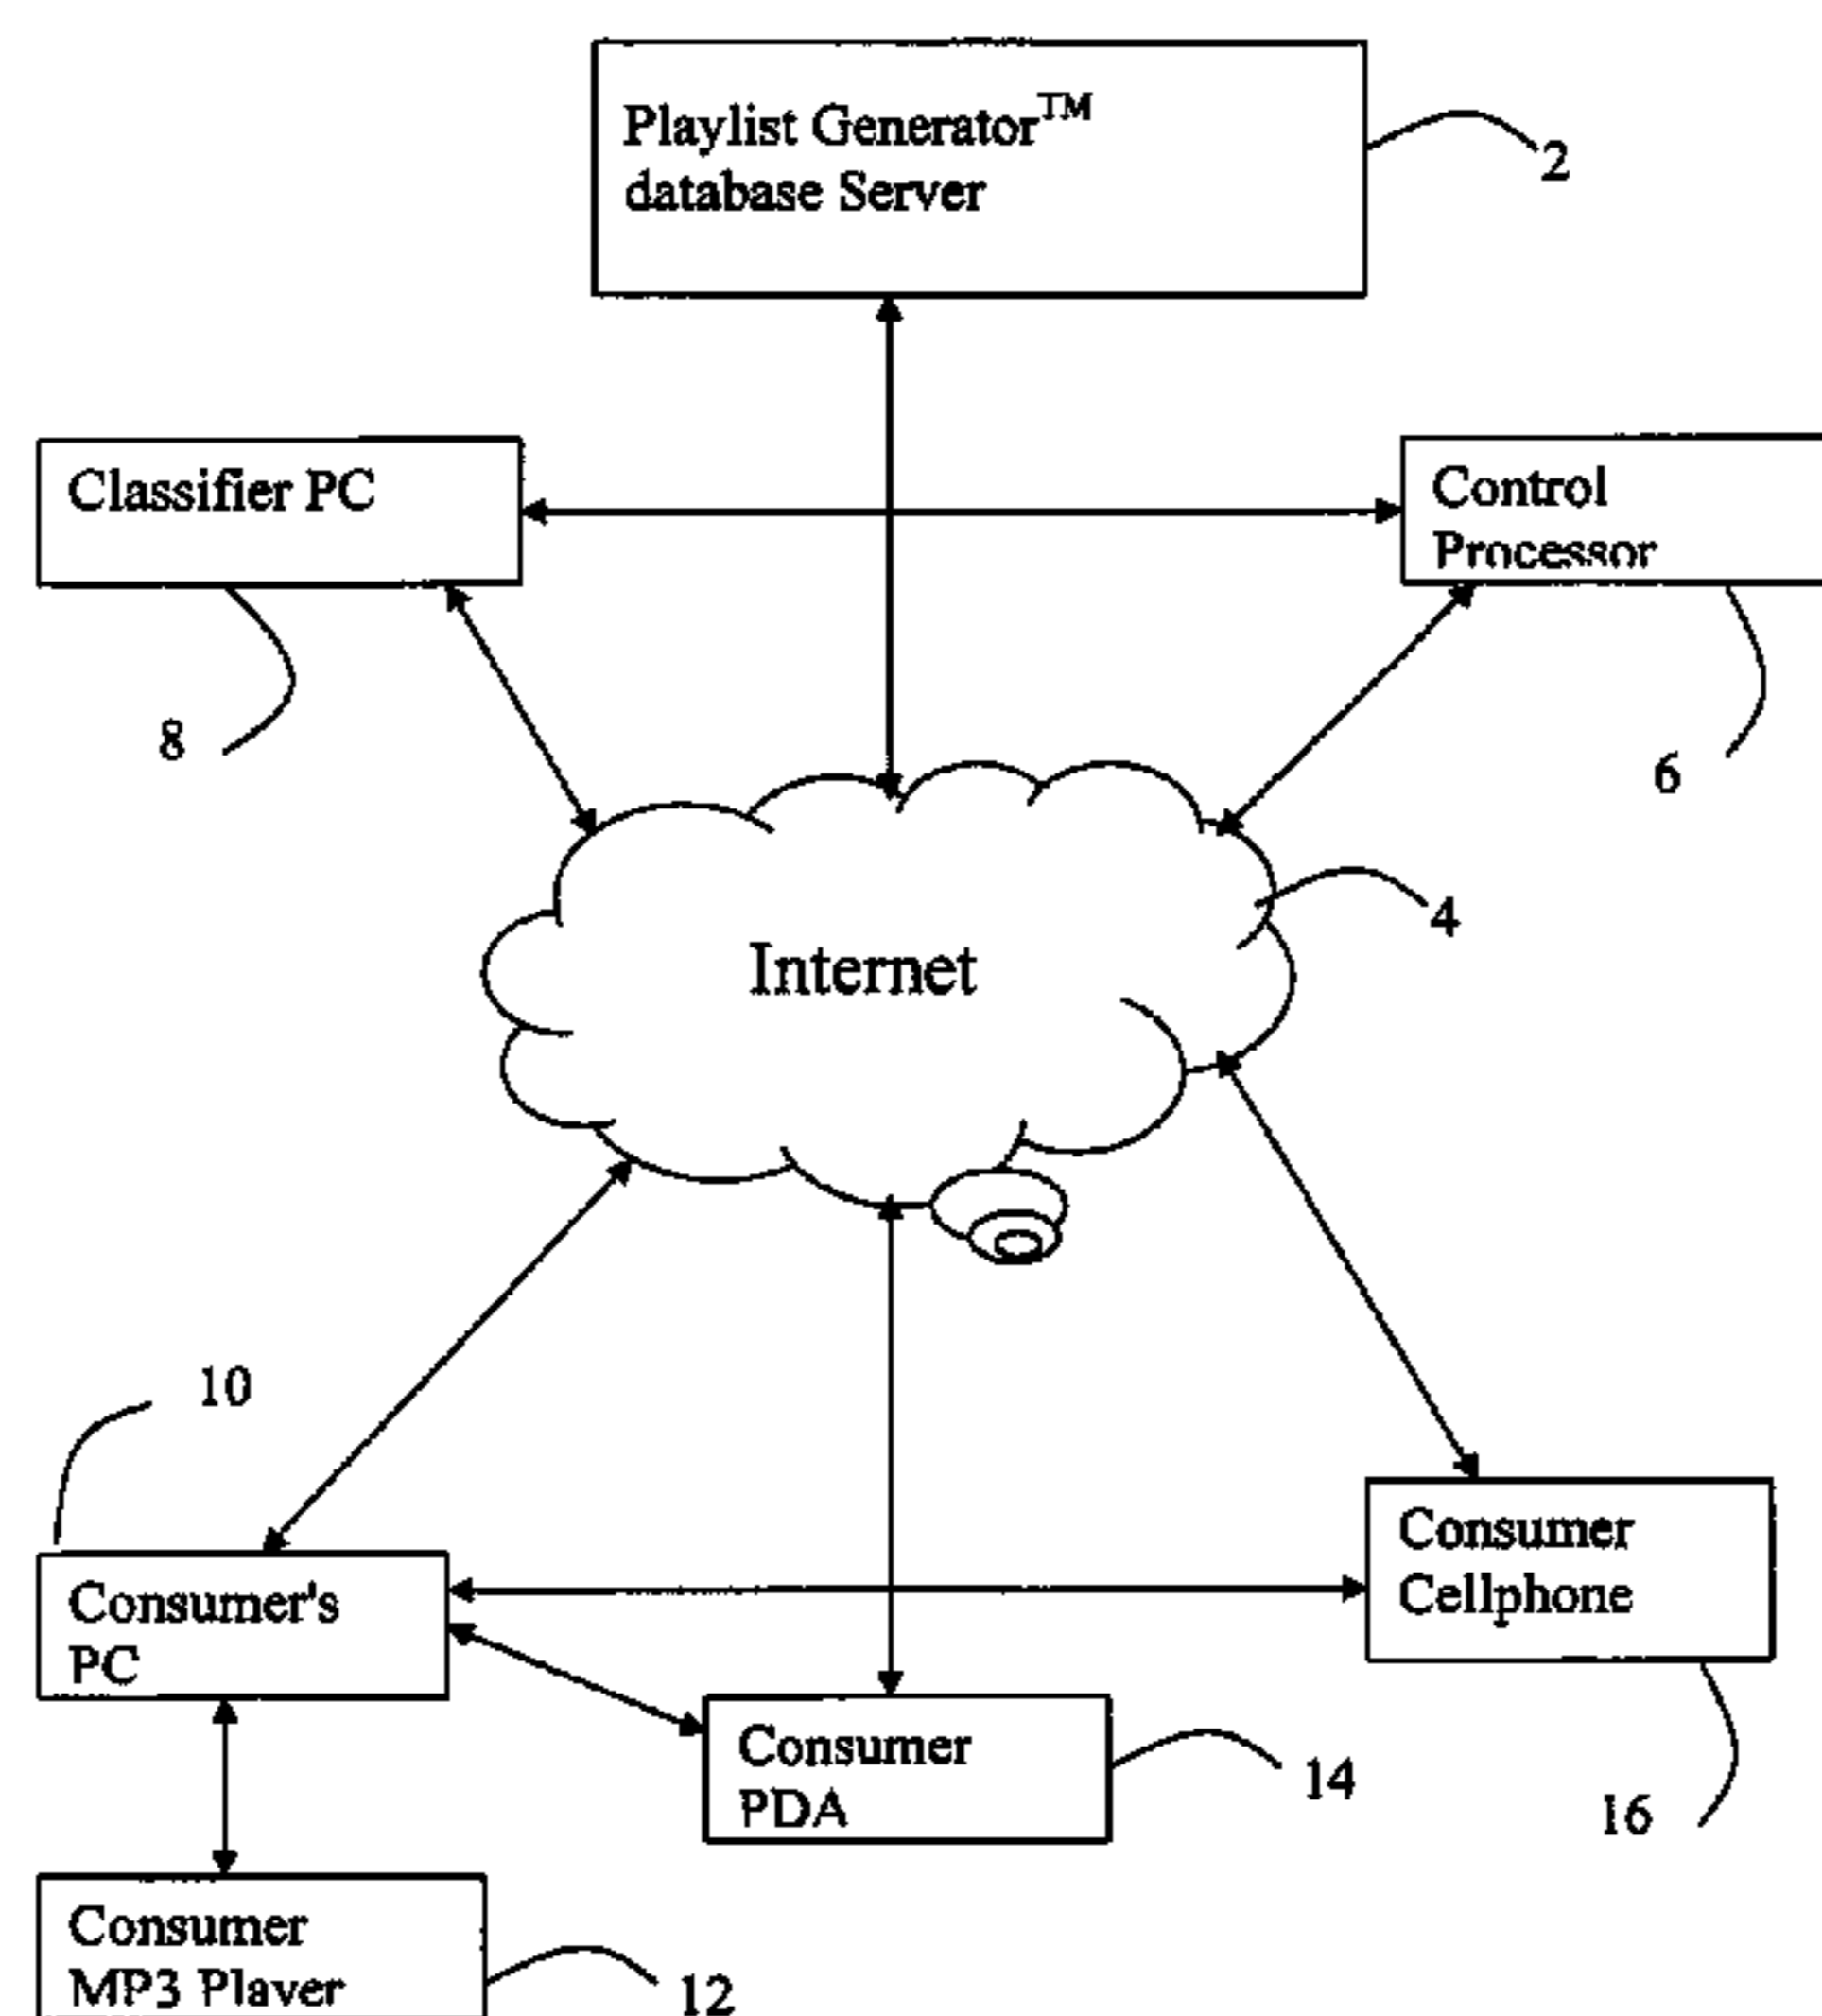 Playlist Generator™
database Server
2
Classifier PC
Control
Processor
8
6
4
Internet
10
Consumer's
PC
Consumer
Cellphone
Consumer
PDA
14
16
Consumer
MP3 Player
12